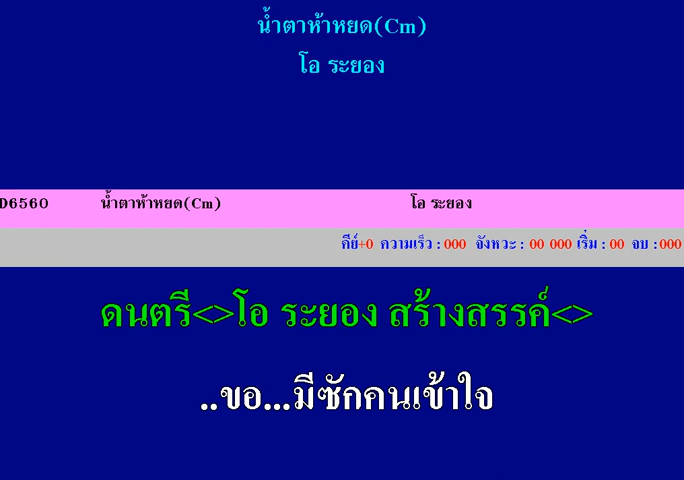 น้ำตาห้าหยด(Cm)
โอ ระยอง
D6560 น้ำตาห้าหยด(Cm) โอ ระยอง
คีย์+0 ความเร็ว : 000 จังหวะ : 00 000 เริ่ม : 00 จบ :000
ดนตรี<>โอ ระยอง สร้างสรรค์<>
..ขอ...มีซักคนเข้าใจ